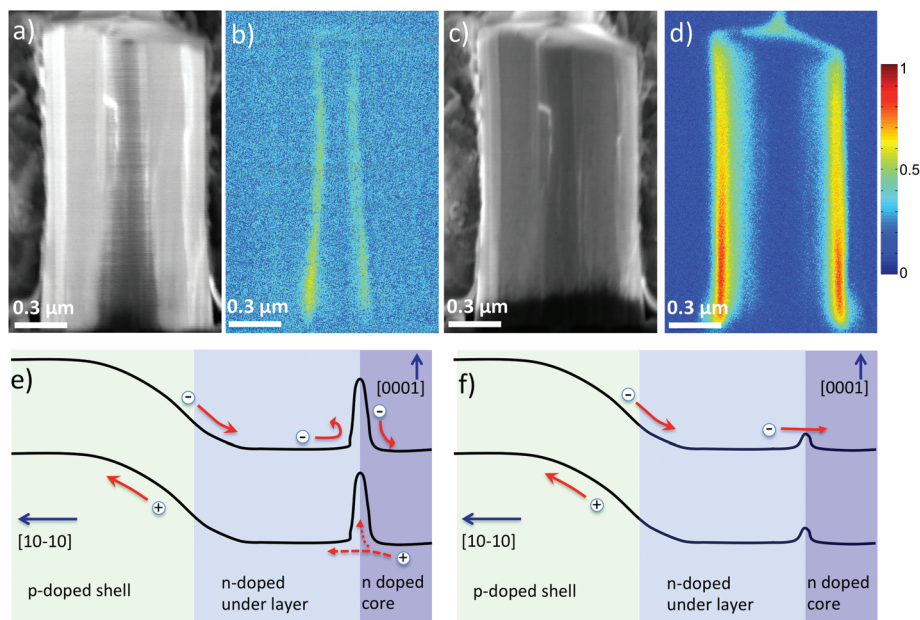 a)
b)
c)
d)
1
0.5
0
0.3 µm
0.3 µm
0.3 µm
0.3 µm
e)
[0001]
−
−
−
+
+
[10-10]
p-doped shell
n-doped
under layer
n doped
core
f)
[0001]
−
−
+
[10-10]
p-doped shell
n-doped
under layer
n doped
core